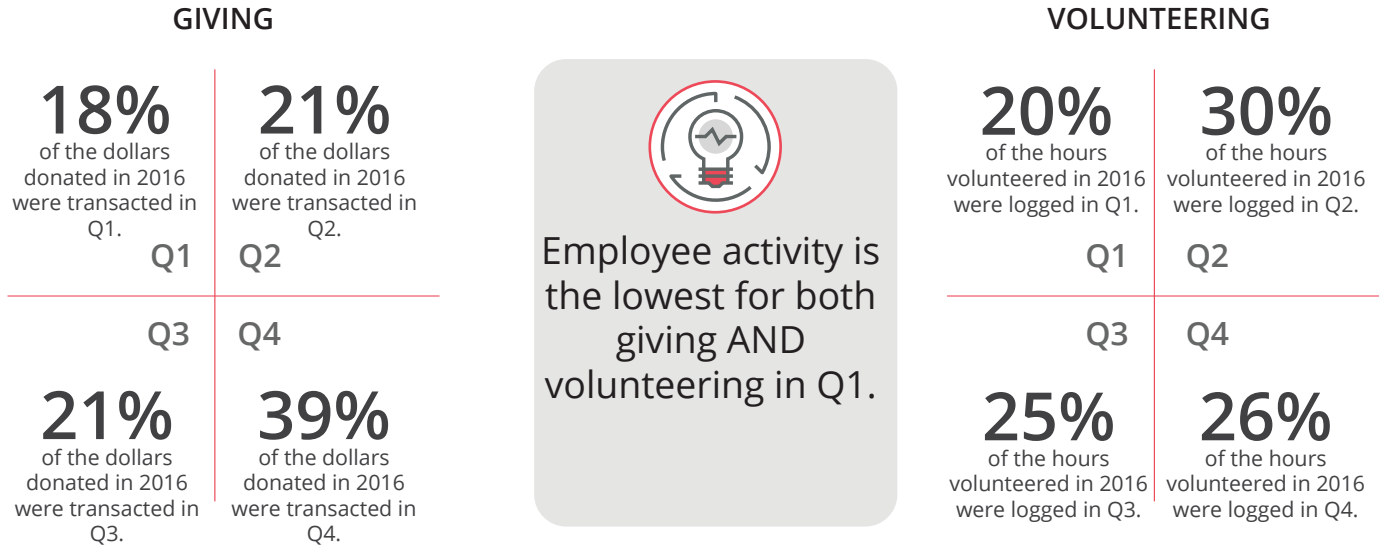 GIVING
18%
of the dollars
donated in 2016
were transacted in
Q1.
21%
of the dollars
donated in 2016
were transacted in
Q2.
Q1
Q2
Q3
Q4
21%
of the dollars
donated in 2016
were transacted in
Q3.
39%
of the dollars
donated in 2016
were transacted in
Q4.
Employee activity is
the lowest for both
giving AND
volunteering in Q1.
VOLUNTEERING
20%
of the hours
volunteered in 2016
were logged in Q1.
30%
of the hours
volunteered in 2016
were logged in Q2.
Q1
Q2
Q3
Q4
25%
of the hours
volunteered in 2016
were logged in Q3.
26%
of the hours
volunteered in 2016
were logged in Q4.